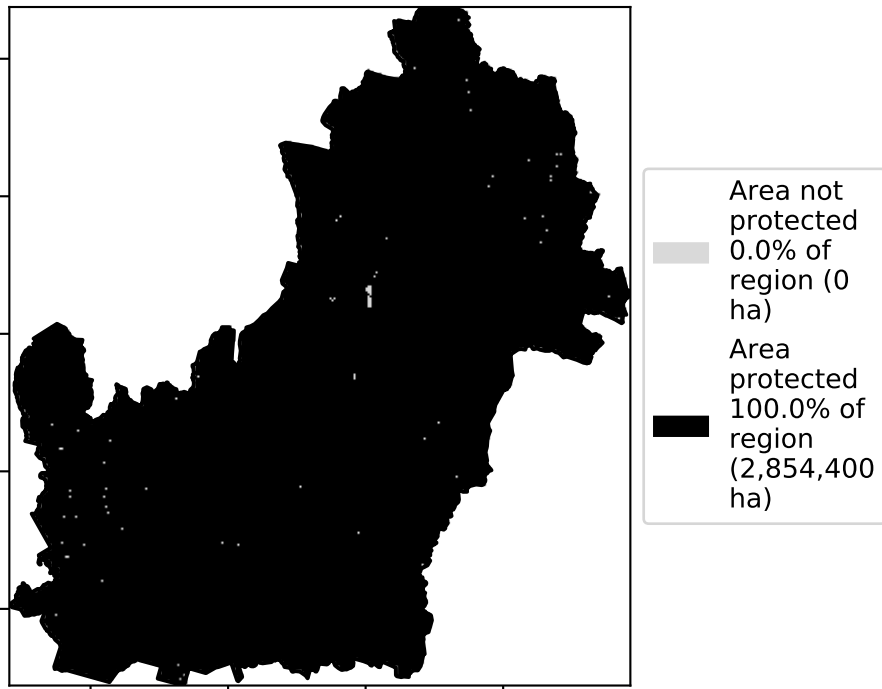 Area not
protected
0.0% of
region (0
ha)
Area
protected
100.0% of
region
(2,854,400
ha)